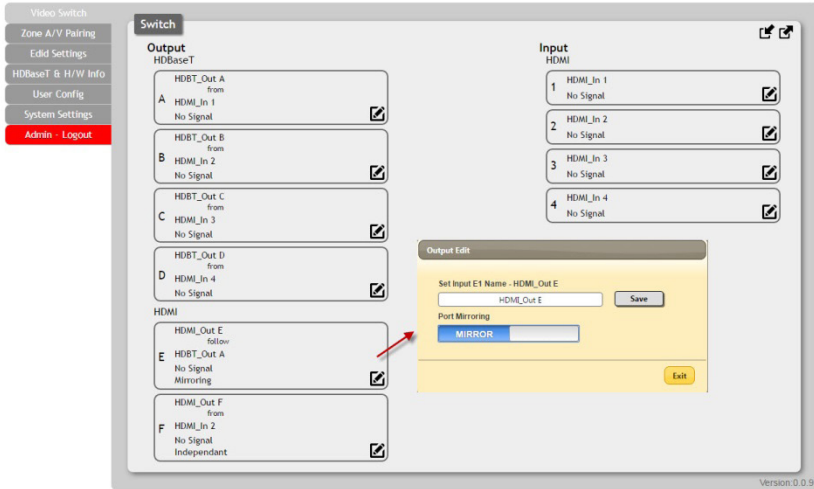 Video Switch
Zone A/V Pairing
Edid Settings
HDBaseT & H/W Info
User Config
System Settings
Admin - Logout
Switch
Output
HDBaseT
A
HDBT_Out A
from
HDMI_In 1
No Signal
B
HDBT_Out B
from
HDMI_In 2
No Signal
C
HDBT_Out C
from
HDMI_In 3
No Signal
D
HDBT_Out D
from
HDMI_In 4
No Signal
HDMI
E
HDMI_Out E
follow
HDBT_Out A
No Signal
Mirroring
F
HDMI_Out F
from
HDMI_In 2
No Signal
Independant
Input
HDMI
1
HDMI_In 1
No Signal
2
HDMI_In 2
No Signal
3
HDMI_In 3
No Signal
4
HDMI_In 4
No Signal
Output Edit
Set Input E1 Name - HDMI_Out E
HDMI_Out E
Save
Port Mirroring
MIRROR
Exit
Version:0.0.9